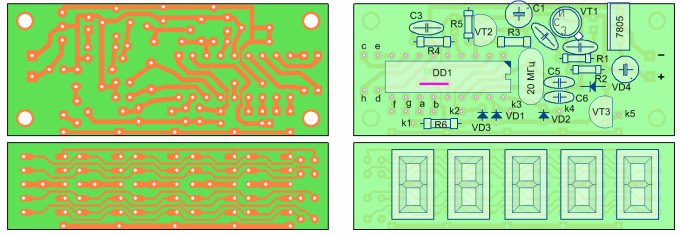 C3
R5
VT2
C1
VT1
7805
R4
R3
c e
R1
−
+
DD1
20 МГц
C5
R2
VD4
C6
h d
f g a b
k2
k3
k4
VT3
k5
k1
R6
VD3
VD1
VD2